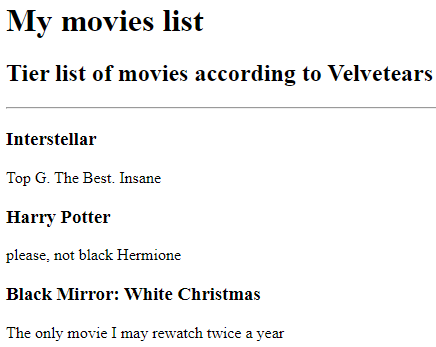 My movies list
Tier list of movies according to Velvetears
Interstellar
Top G. The Best. Insane
Harry Potter
please, not black Hermione
Black Mirror: White Christmas
The only movie I may rewatch twice a year